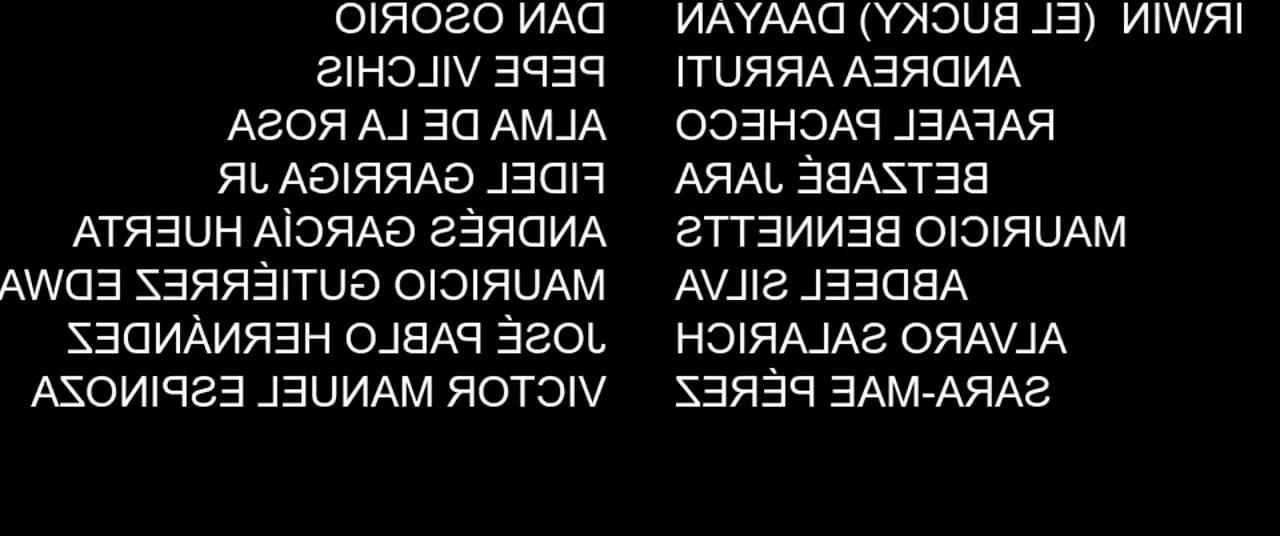 IRWIN (EL BUCKY) DAAYÁN DAN OSORIO
ANDREA ARRUTI PEPE VILCHIS
RAFAEL PACHECO ALMA DE LA ROSA
BETZABÉ JARA FIDEL GARRIGA JR
MAURICIO BENNETTS ANDRÉS GARCÍA HUERTA
ABDEEL SILVA MAURICIO GUTIÉRREZ EDWA
ALVARO SALARICH JOSÉ PABLO HERNÁNDEZ
SARA-MAE PÉREZ VICTOR MANUEL ESPINOZA